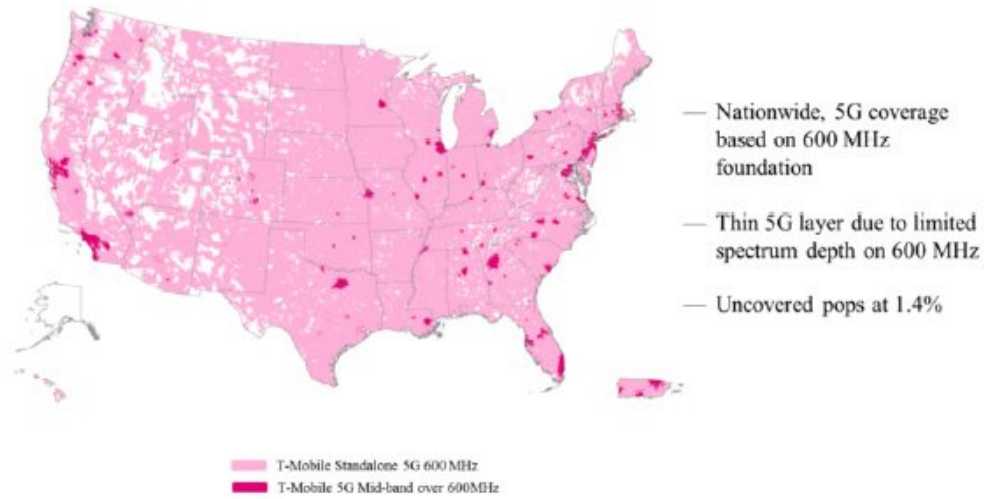 — Nationwide, 5G coverage
based on 600 MHz
foundation
— Thin 5G layer due to limited
spectrum depth on 600 MHz
— Uncovered pops at 1.4%
T-Mobile Standalone 5G 600 MHz
T-Mobile 5G Mid-band over 600MHz